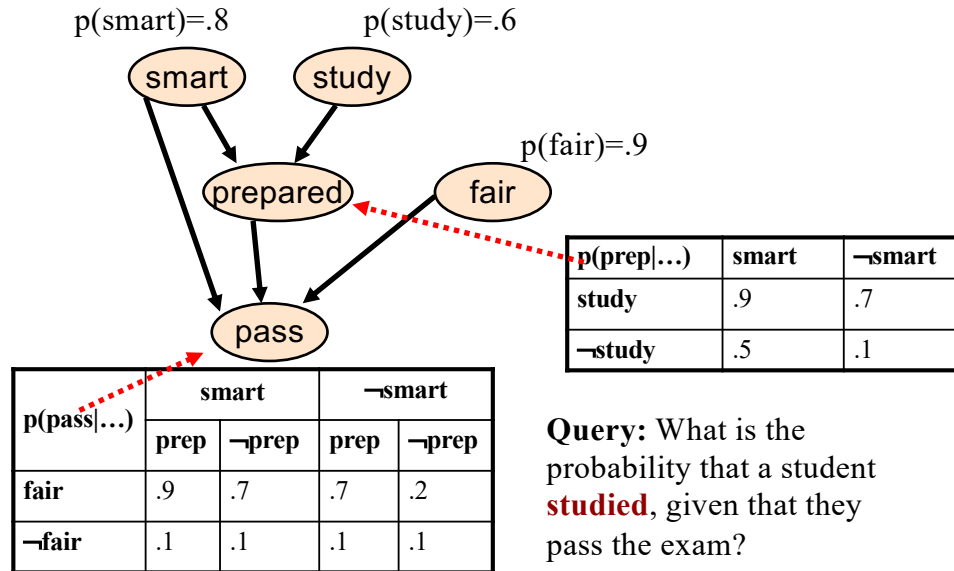 p(smart)=.8 p(study)=.6
smart study
p(fair)=.9
prepared fair
p(prep|…) smart ¬smart
study .9 .7
¬study .5 .1
pass
p(pass|…) smart ¬smart
prep ¬prep prep ¬prep
fair .9 .7 .7 .2
¬fair .1 .1 .1 .1
Query: What is the
probability that a student
studied, given that they
pass the exam?